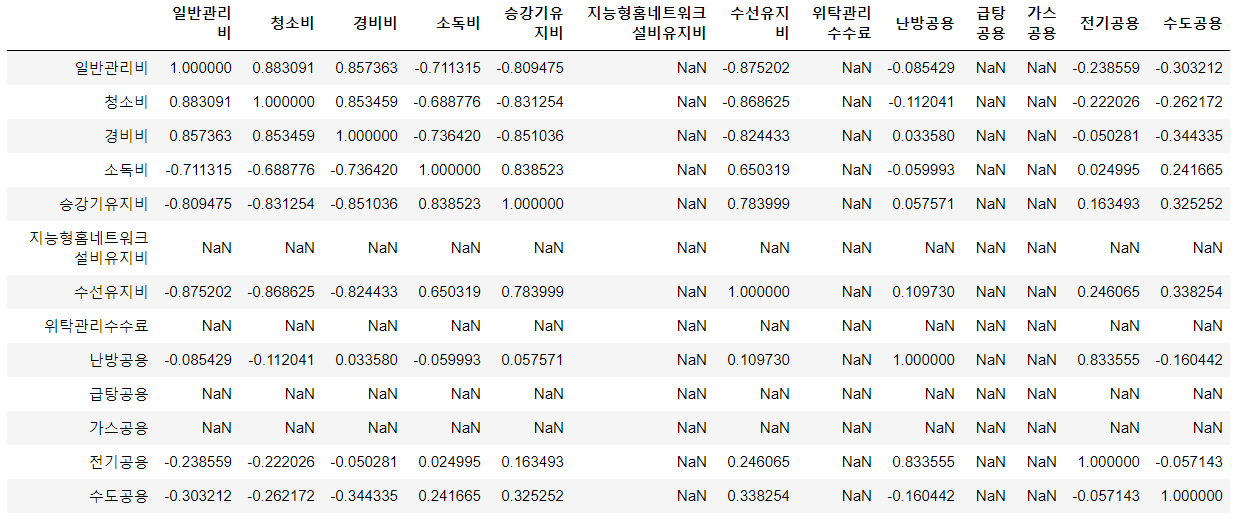 일반관리비 청소비 경비비 소독비 승강기유지비 지능형홈네트워크설비유지비 수선유지비 위탁관리수수료 난방공용 급탕공용 가스공용 전기공용 수도공용
일반관리비 1.000000 0.883091 0.857363 -0.711315 -0.809475 NaN -0.875202 NaN -0.085429 NaN NaN -0.238559 -0.303212
청소비 0.883091 1.000000 0.853459 -0.688776 -0.831254 NaN -0.868625 NaN -0.112041 NaN NaN -0.222026 -0.262172
경비비 0.857363 0.853459 1.000000 -0.736420 -0.851036 NaN -0.824433 NaN 0.033580 NaN NaN -0.050281 -0.344335
소독비 -0.711315 -0.688776 -0.736420 1.000000 0.838523 NaN 0.650319 NaN -0.059993 NaN NaN 0.024995 0.241665
승강기유지비 -0.809475 -0.831254 -0.851036 0.838523 1.000000 NaN 0.783999 NaN 0.057571 NaN NaN 0.163493 0.325252
지능형홈네트워크
설비유지비 NaN NaN NaN NaN NaN NaN NaN NaN NaN NaN NaN NaN NaN
수선유지비 -0.875202 -0.868625 -0.824433 0.650319 0.783999 NaN 1.000000 NaN 0.109730 NaN NaN 0.246065 0.338254
위탁관리수수료 NaN NaN NaN NaN NaN NaN NaN NaN NaN NaN NaN NaN NaN
난방공용 -0.085429 -0.112041 0.033580 -0.059993 0.057571 NaN 0.109730 NaN 1.000000 NaN NaN 0.833555 -0.160442
급탕공용 NaN NaN NaN NaN NaN NaN NaN NaN NaN NaN NaN NaN NaN
가스공용 NaN NaN NaN NaN NaN NaN NaN NaN NaN NaN NaN NaN NaN
전기공용 -0.238559 -0.222026 -0.050281 0.024995 0.163493 NaN 0.246065 NaN 0.833555 NaN NaN 1.000000 -0.057143
수도공용 -0.303212 -0.262172 -0.344335 0.241665 0.325252 NaN 0.338254 NaN -0.160442 NaN NaN -0.057143 1.000000